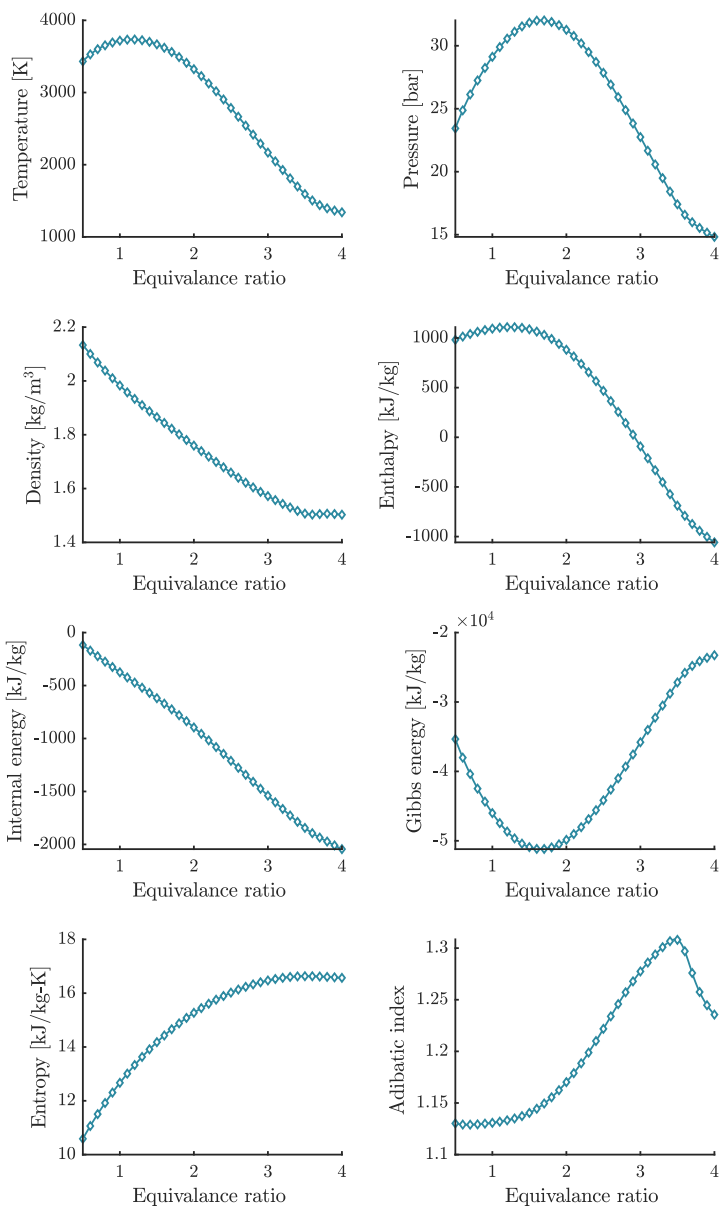 4000
3000
2000
1000
Temperature [K]
1 2 3 4
Equivalance ratio
30
25
20
15
Pressure [bar]
1 2 3 4
Equivalance ratio
2.2
2
1.8
1.6
1.4
Density [kg/m³]
1 2 3 4
Equivalance ratio
1000
500
0
-500
-1000
Enthalpy [kJ/kg]
1 2 3 4
Equivalance ratio
0
-500
-1000
-1500
-2000
Internal energy [kJ/kg]
1 2 3 4
Equivalance ratio
×10⁴
-2
-3
-4
-5
Gibbs energy [kJ/kg]
1 2 3 4
Equivalance ratio
18
16
14
12
10
Entropy [kJ/kg-K]
1 2 3 4
Equivalance ratio
1.3
1.25
1.2
1.15
1.1
Adibatic index
1 2 3 4
Equivalance ratio